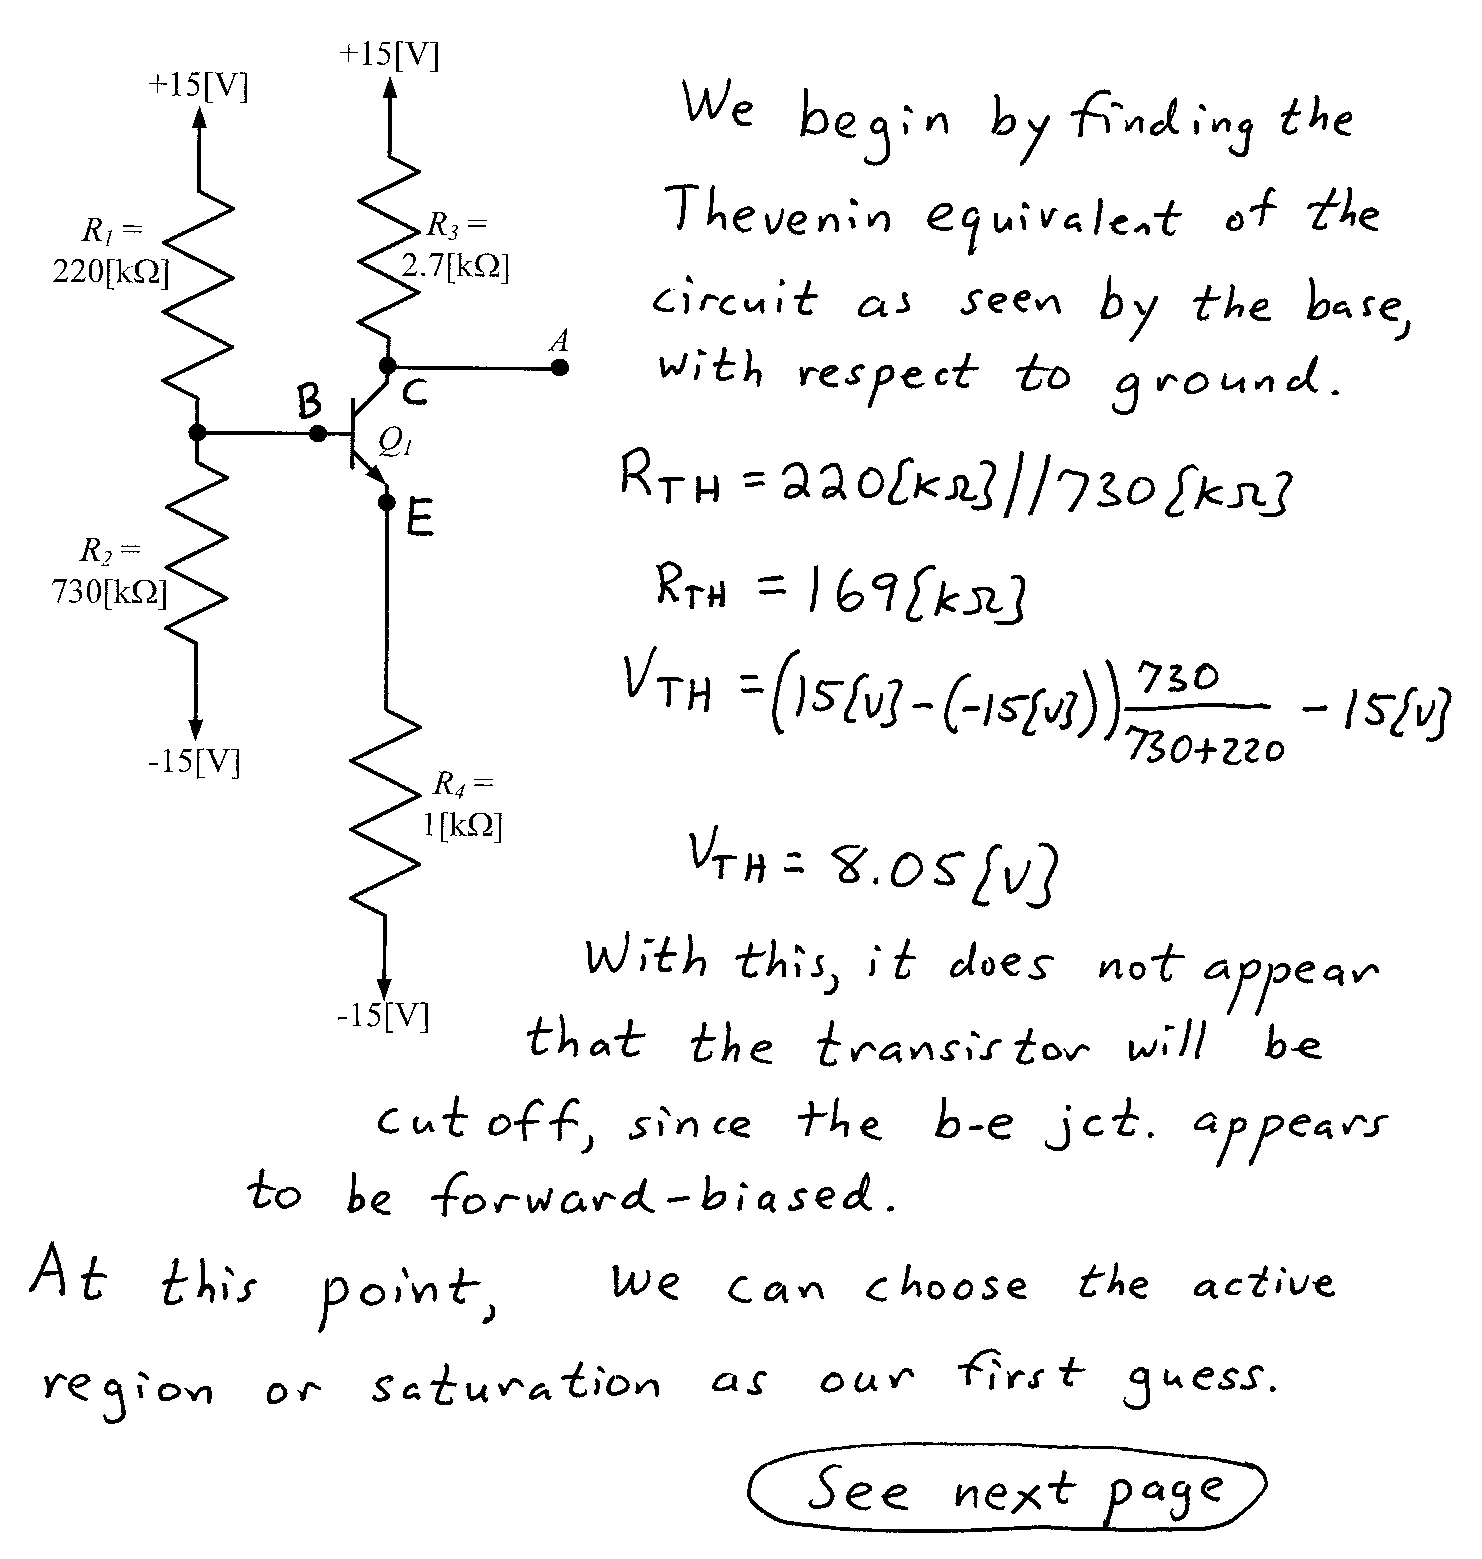 +15[V]
+15[V]
R1 =
220[kΩ]
R3 =
2.7[kΩ]
A
B
C
Q1
E
R2 =
730[kΩ]
-15[V]
R4 =
1[kΩ]
-15[V]
We begin by finding the
Thevenin equivalent of the
circuit as seen by the base,
with respect to ground.
RTH = 220{kΩ}//730{kΩ}
RTH = 169{kΩ}
VTH = (15{V}-(-15{V})) 730/730+220 - 15{V}
VTH = 8.05{V}
With this, it does not appear
that the transistor will be
cutoff, since the b-e jct. appears
to be forward-biased.
At this point, we can choose the active
region or saturation as our first guess.
See next page